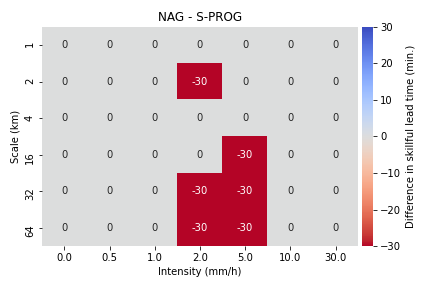 NAG - S-PROG
1 0 0 0 0 0 0 0
2 0 0 0 -30 0 0 0
4 0 0 0 0 0 0 0
16 0 0 0 0 -30 0 0
32 0 0 0 -30 -30 0 0
64 0 0 0 -30 -30 0 0
0.0 0.5 1.0 2.0 5.0 10.0 30.0
Intensity (mm/h)
Scale (km)
30
20
10
0
−10
−20
−30
Difference in skillful lead time (min.)